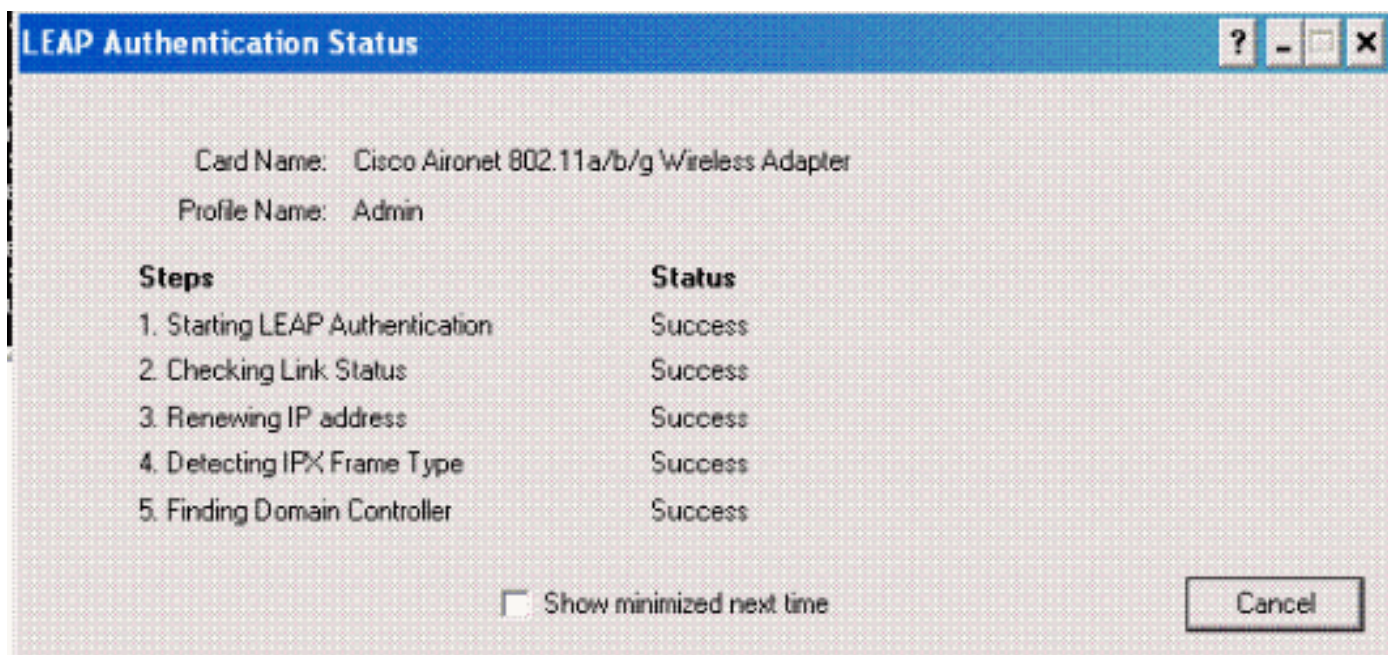 LEAP Authentication Status
Card Name: Cisco Aironet 802.11a/b/g Wireless Adapter
Profile Name: Admin
Steps Status
1. Starting LEAP Authentication Success
2. Checking Link Status Success
3. Renewing IP address Success
4. Detecting IPX Frame Type Success
5. Finding Domain Controller Success
Show minimized next time Cancel